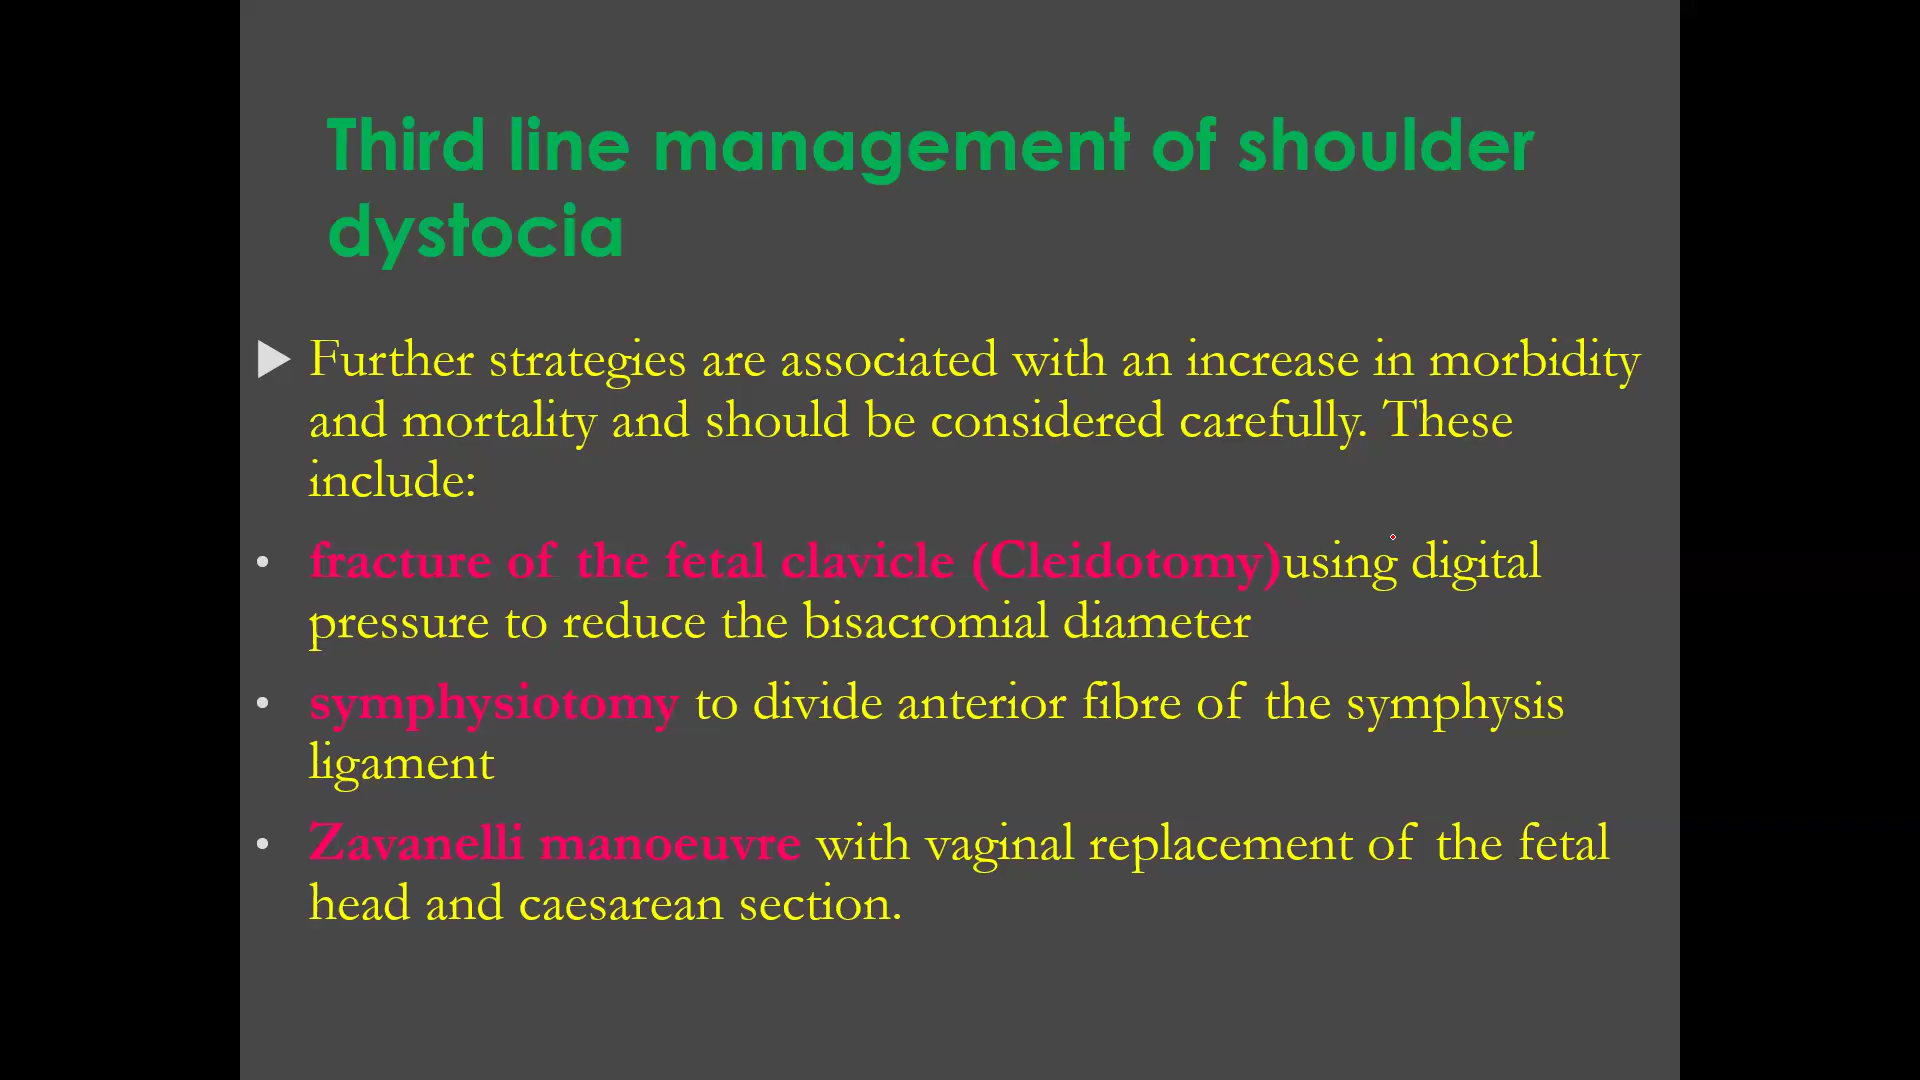 Third line management of shoulder
dystocia
Further strategies are associated with an increase in morbidity
and mortality and should be considered carefully. These
include:
• fracture of the fetal clavicle (Cleidotomy)using digital
pressure to reduce the bisacromial diameter
• symphysiotomy to divide anterior fibre of the symphysis
ligament
• Zavanelli manoeuvre with vaginal replacement of the fetal
head and caesarean section.